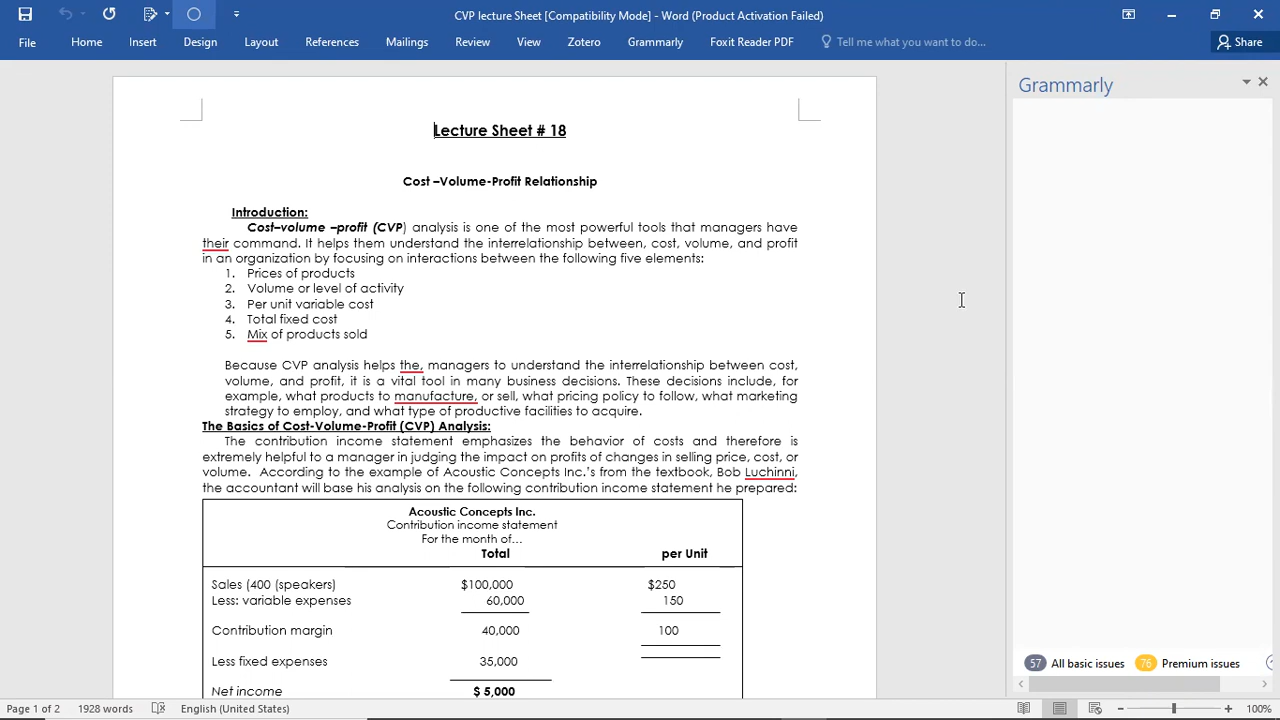 CVP lecture Sheet [Compatibility Mode] - Word (Product Activation Failed)
File Home Insert Design Layout References Mailings Review View Zotero Grammarly Foxit Reader PDF Tell me what you want to do... Share
Grammarly
Lecture Sheet # 18
Cost –Volume-Profit Relationship
Introduction:
Cost–volume –profit (CVP) analysis is one of the most powerful tools that managers have
their command. It helps them understand the interrelationship between, cost, volume, and profit
in an organization by focusing on interactions between the following five elements:
1. Prices of products
2. Volume or level of activity
3. Per unit variable cost
4. Total fixed cost
5. Mix of products sold
Because CVP analysis helps the, managers to understand the interrelationship between cost,
volume, and profit, it is a vital tool in many business decisions. These decisions include, for
example, what products to manufacture, or sell, what pricing policy to follow, what marketing
strategy to employ, and what type of productive facilities to acquire.
The Basics of Cost-Volume-Profit (CVP) Analysis:
The contribution income statement emphasizes the behavior of costs and therefore is
extremely helpful to a manager in judging the impact on profits of changes in selling price, cost, or
volume. According to the example of Acoustic Concepts Inc.'s from the textbook, Bob Luchinni,
the accountant will base his analysis on the following contribution income statement he prepared:
Acoustic Concepts Inc.
Contribution income statement
For the month of...
Total per Unit
Sales (400 (speakers) $100,000 $250
Less: variable expenses 60,000 150
Contribution margin 40,000 100
Less fixed expenses 35,000
Net income $ 5,000
57 All basic issues 76 Premium issues
Page 1 of 2 1928 words English (United States) 100%